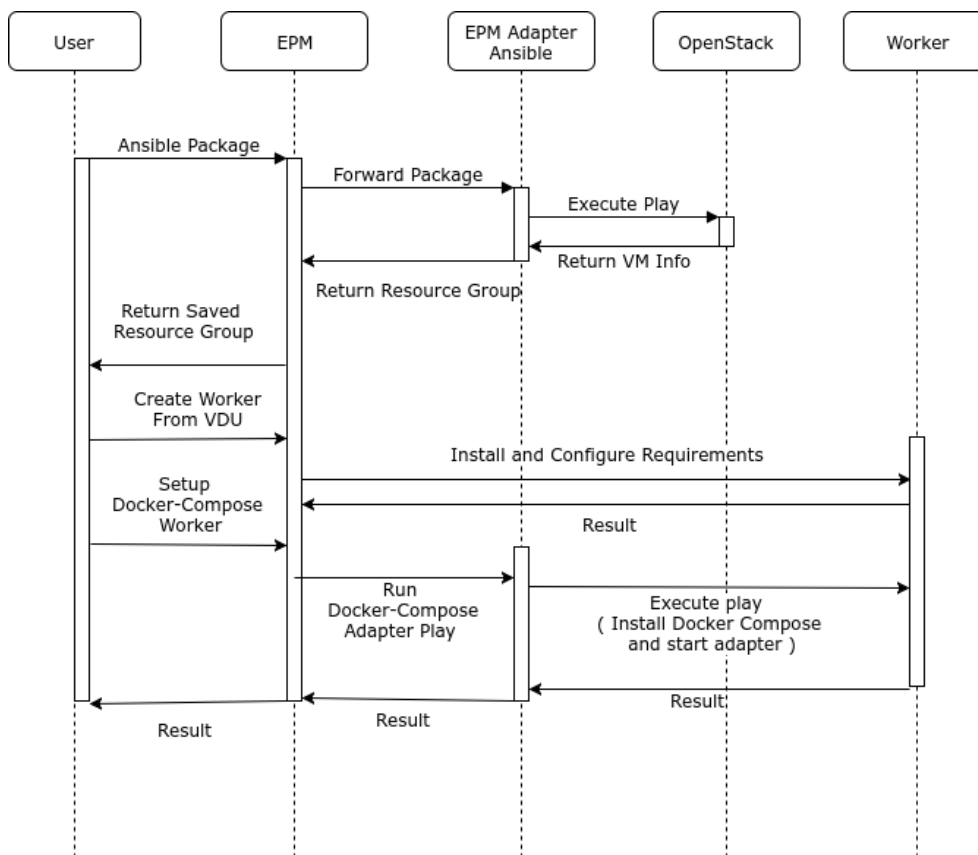 User
EPM
EPM Adapter
Ansible
OpenStack
Worker
Ansible Package
Forward Package
Execute Play
Return VM Info
Return Resource Group
Return Saved
Resource Group
Create Worker
From VDU
Install and Configure Requirements
Setup
Docker-Compose
Worker
Result
Run
Docker-Compose
Adapter Play
Execute play
( Install Docker Compose
and start adapter )
Result
Result
Result